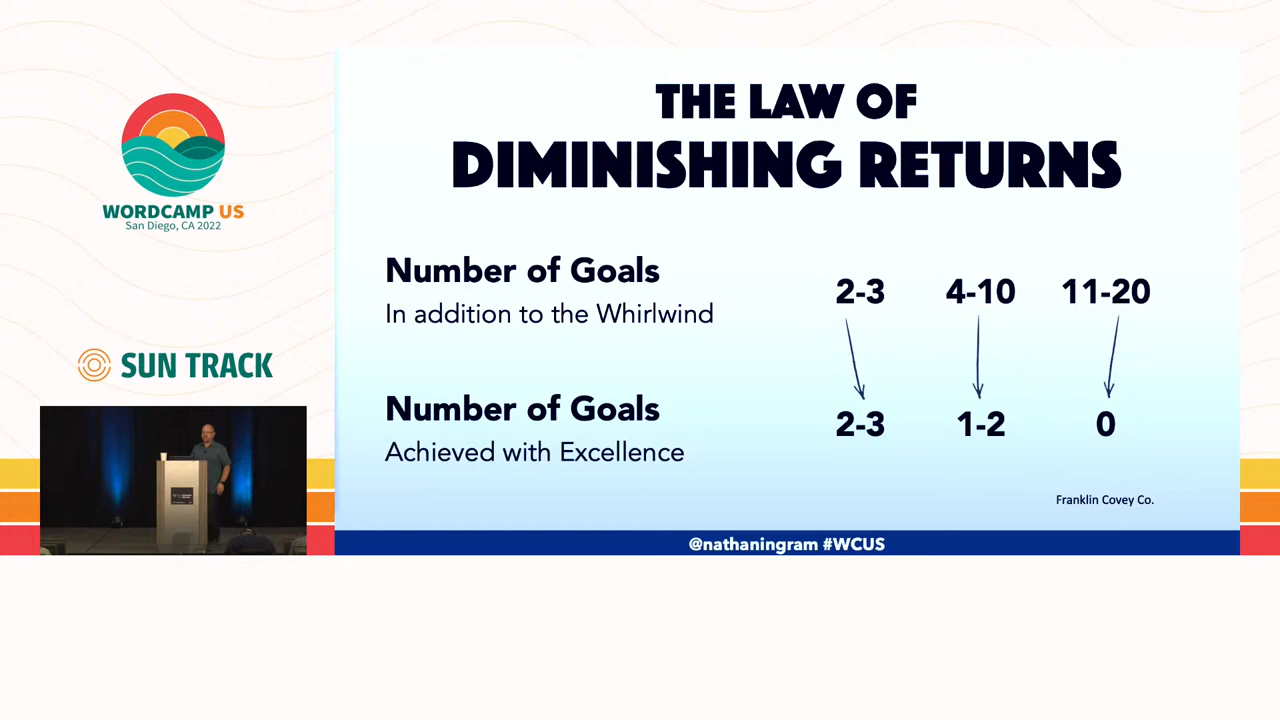 WORDCAMP US
San Diego, CA 2022
SUN TRACK
THE LAW OF
DIMINISHING RETURNS
Number of Goals
In addition to the Whirlwind
2-3 4-10 11-20
Number of Goals
Achieved with Excellence
2-3 1-2 0
Franklin Covey Co.
@nathaningram #WCUS